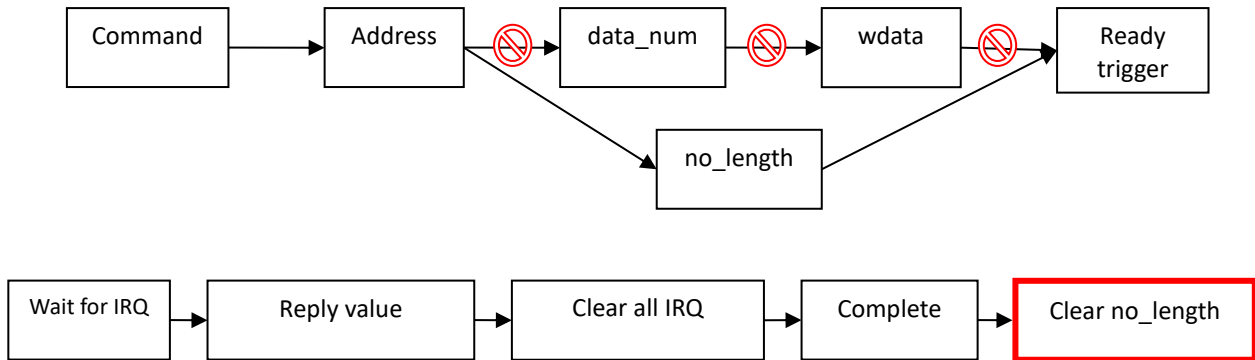 Command
Address
data_num
wdata
Ready
trigger
no_length
Wait for IRQ
Reply value
Clear all IRQ
Complete
Clear no_length